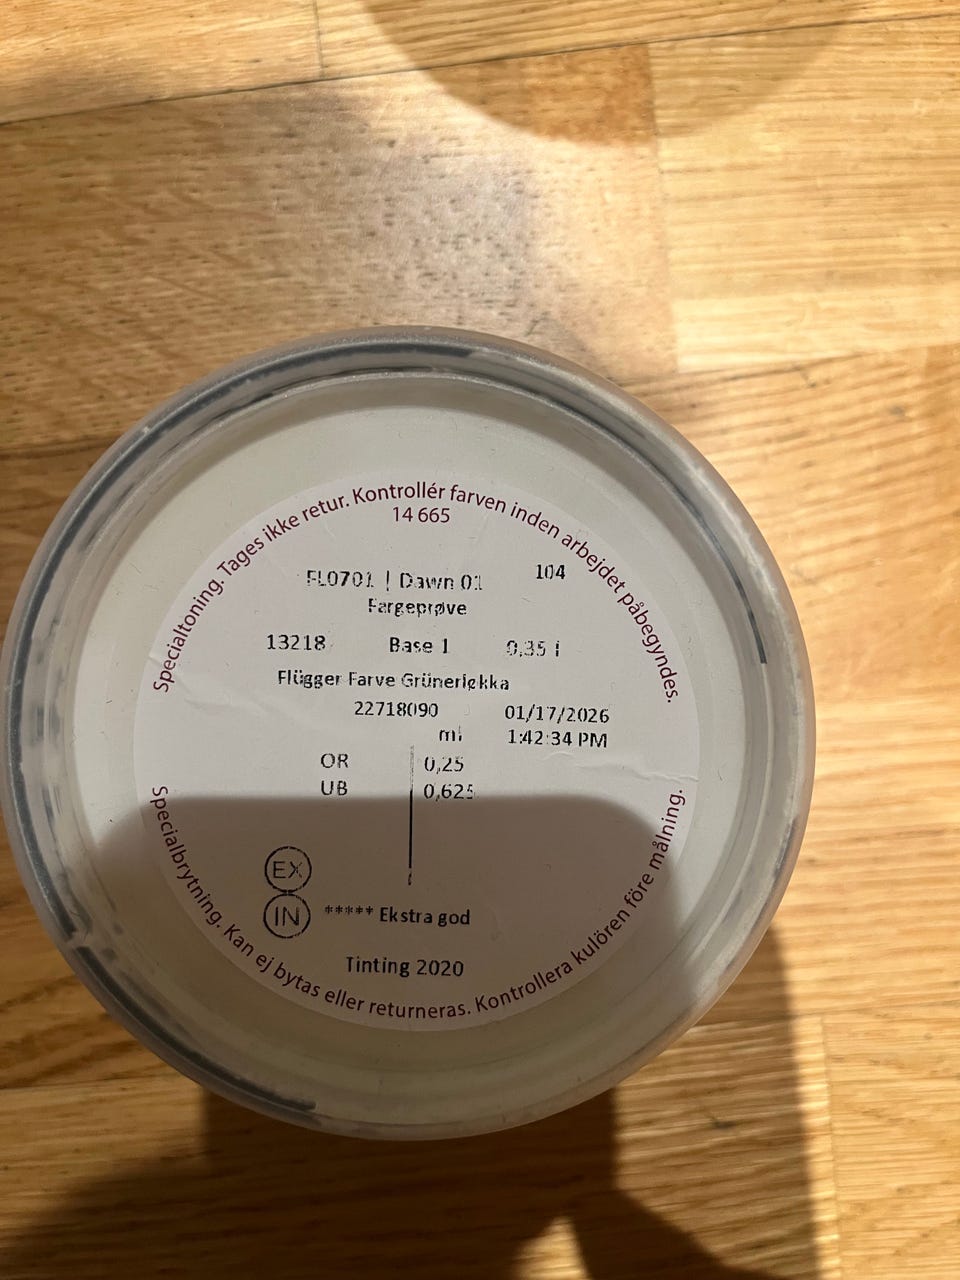 Specialtoning. Tages ikke retur. Kontrollér farven inden arbejdet påbegyndes.
14 665
FL0701 | Dawn 01 104
Fargeprøve
13218 Base 1 0,35 l
Flügger Farve Grünerløkka
22718090 01/17/2026
ml 1:42:34 PM
OR 0,25
UB 0,625
EX
IN ***** Ekstra god
Tinting 2020
Specialbrytning. Kan ej bytas eller returneras. Kontrollera kulören före målning.